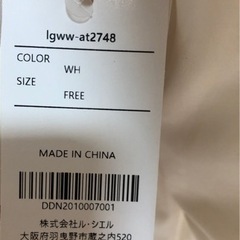 lgww-at2748
COLOR
WH
SIZE
FREE
MADE IN CHINA
DDN2010007001
株式会社ル・シエル
大阪府羽曳野市蔵之内520